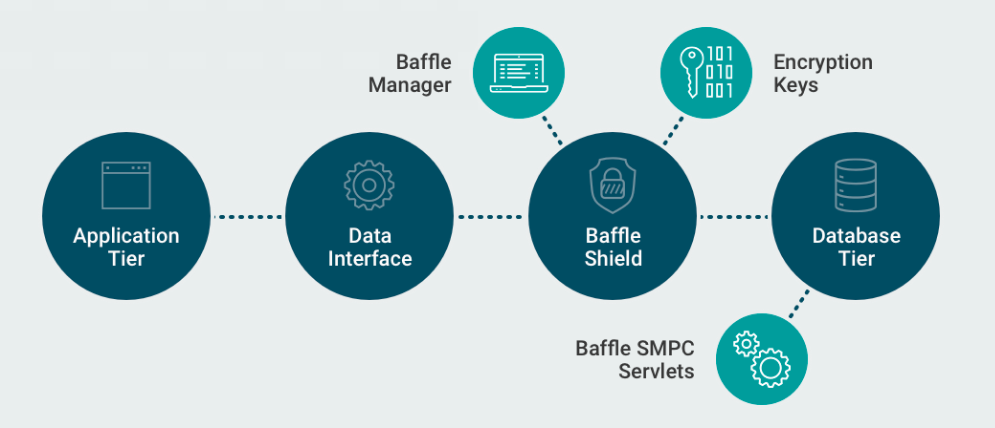 Baffle
Manager
101
010
001
Encryption
Keys
Application
Tier
Data
Interface
Baffle
Shield
Database
Tier
Baffle SMPC
Servlets